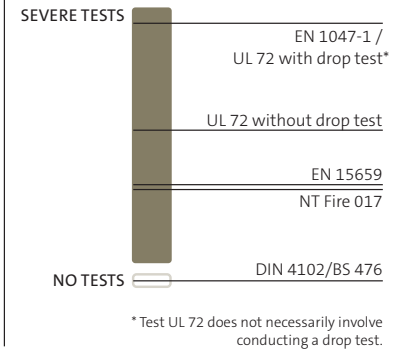 SEVERE TESTS
EN 1047-1 /
UL 72 with drop test*
UL 72 without drop test
EN 15659
NT Fire 017
DIN 4102/BS 476
NO TESTS
* Test UL 72 does not necessarily involve
conducting a drop test.